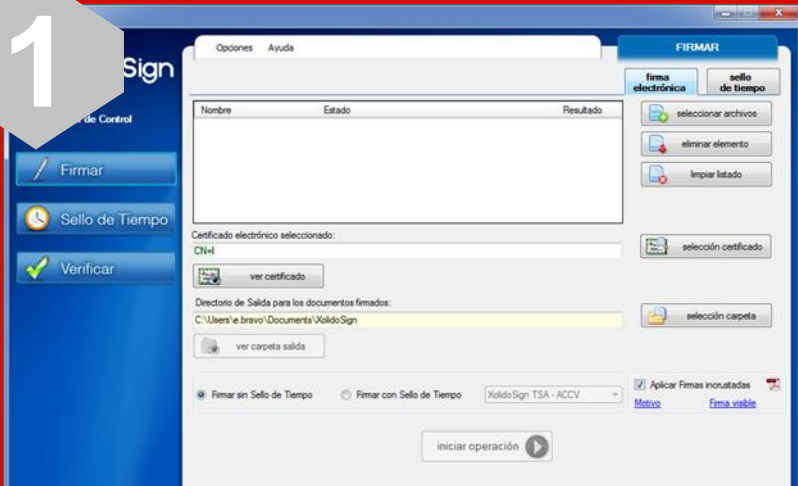 1
Sign
Opciones Ayuda
FIRMAR
firma electrónica
sello de tiempo
de Control
Firmar
Sello de Tiempo
Verificar
Nombre Estado Resultado
seleccionar archivos
eliminar elemento
limpiar listado
Certificado electrónico seleccionado:
CN=I
selección certificado
ver certificado
Directorio de Salida para los documentos firmados:
C:\Users\e.bravo\Documents\XolidoSign
selección carpeta
ver carpeta salida
Firmar sin Sello de Tiempo
Firmar con Sello de Tiempo
XolidoSign TSA - ACCV
Aplicar Firmas incrustadas
Motivo
Firma visible
iniciar operación